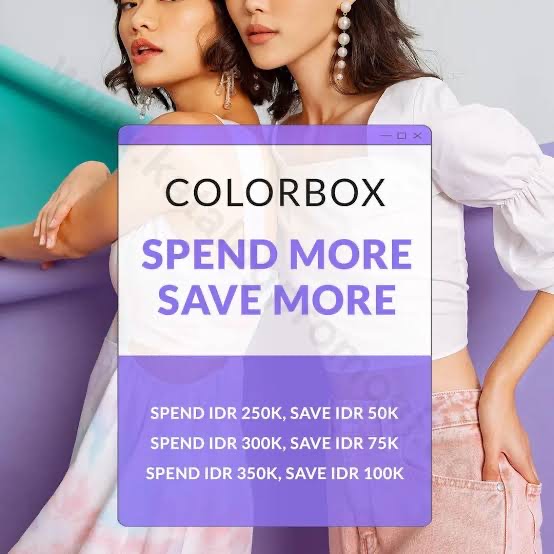 COLORBOX
SPEND MORE
SAVE MORE
SPEND IDR 250K, SAVE IDR 50K
SPEND IDR 300K, SAVE IDR 75K
SPEND IDR 350K, SAVE IDR 100K